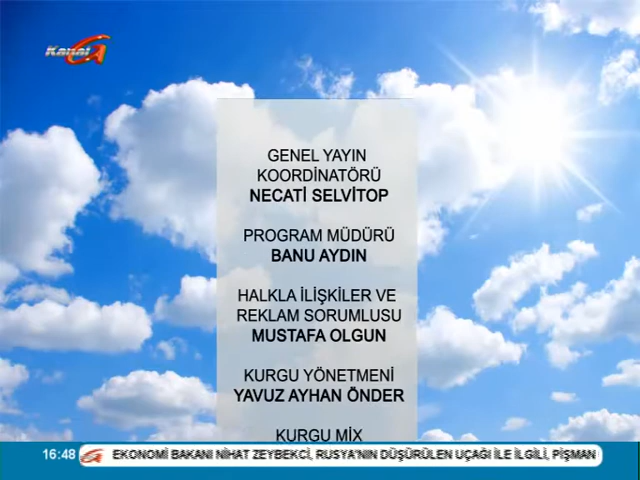 Kanal G
GENEL YAYIN
KOORDİNATÖRÜ
NECATİ SELVİTOP
PROGRAM MÜDÜRÜ
BANU AYDIN
HALKLA İLİŞKİLER VE
REKLAM SORUMLUSU
MUSTAFA OLGUN
KURGU YÖNETMENİ
YAVUZ AYHAN ÖNDER
KURGU MİX
16:48 EKONOMİ BAKANI NİHAT ZEYBEKCİ, RUSYA'NIN DÜŞÜRÜLEN UÇAĞI İLE İLGİLİ, PİŞMAN